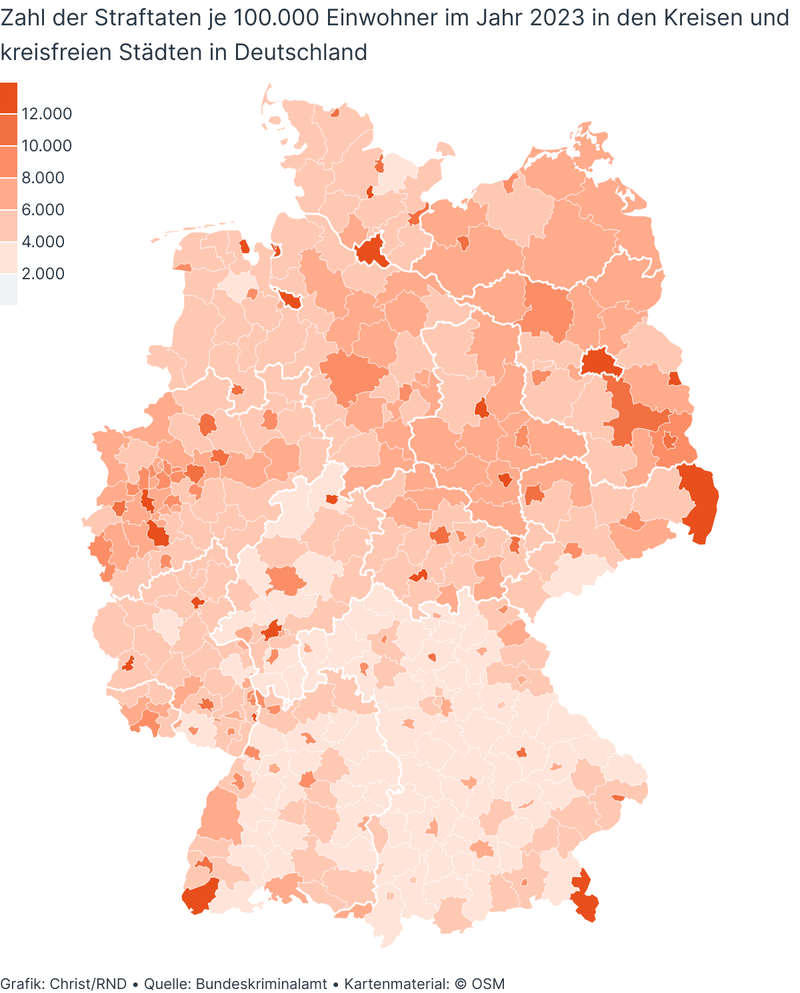 Zahl der Straftaten je 100.000 Einwohner im Jahr 2023 in den Kreisen und
kreisfreien Städten in Deutschland
12.000
10.000
8.000
6.000
4.000
2.000
Grafik: Christ/RND • Quelle: Bundeskriminalamt • Kartenmaterial: © OSM